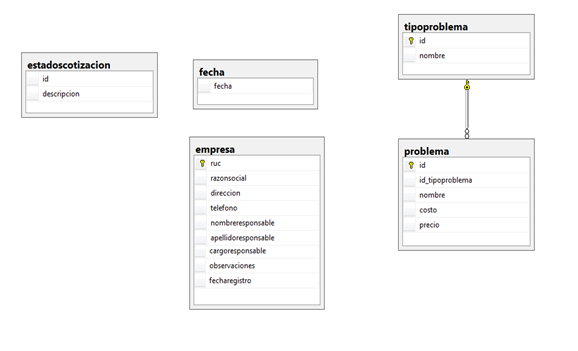 estadoscotizacion
id
descripcion
fecha
fecha
tipoproblema
id
nombre
empresa
ruc
razonsocial
direccion
telefono
nombreresponsable
apellidoresponsable
cargoresponsable
observaciones
fecharegistro
problema
id
id_tipoproblema
nombre
costo
precio